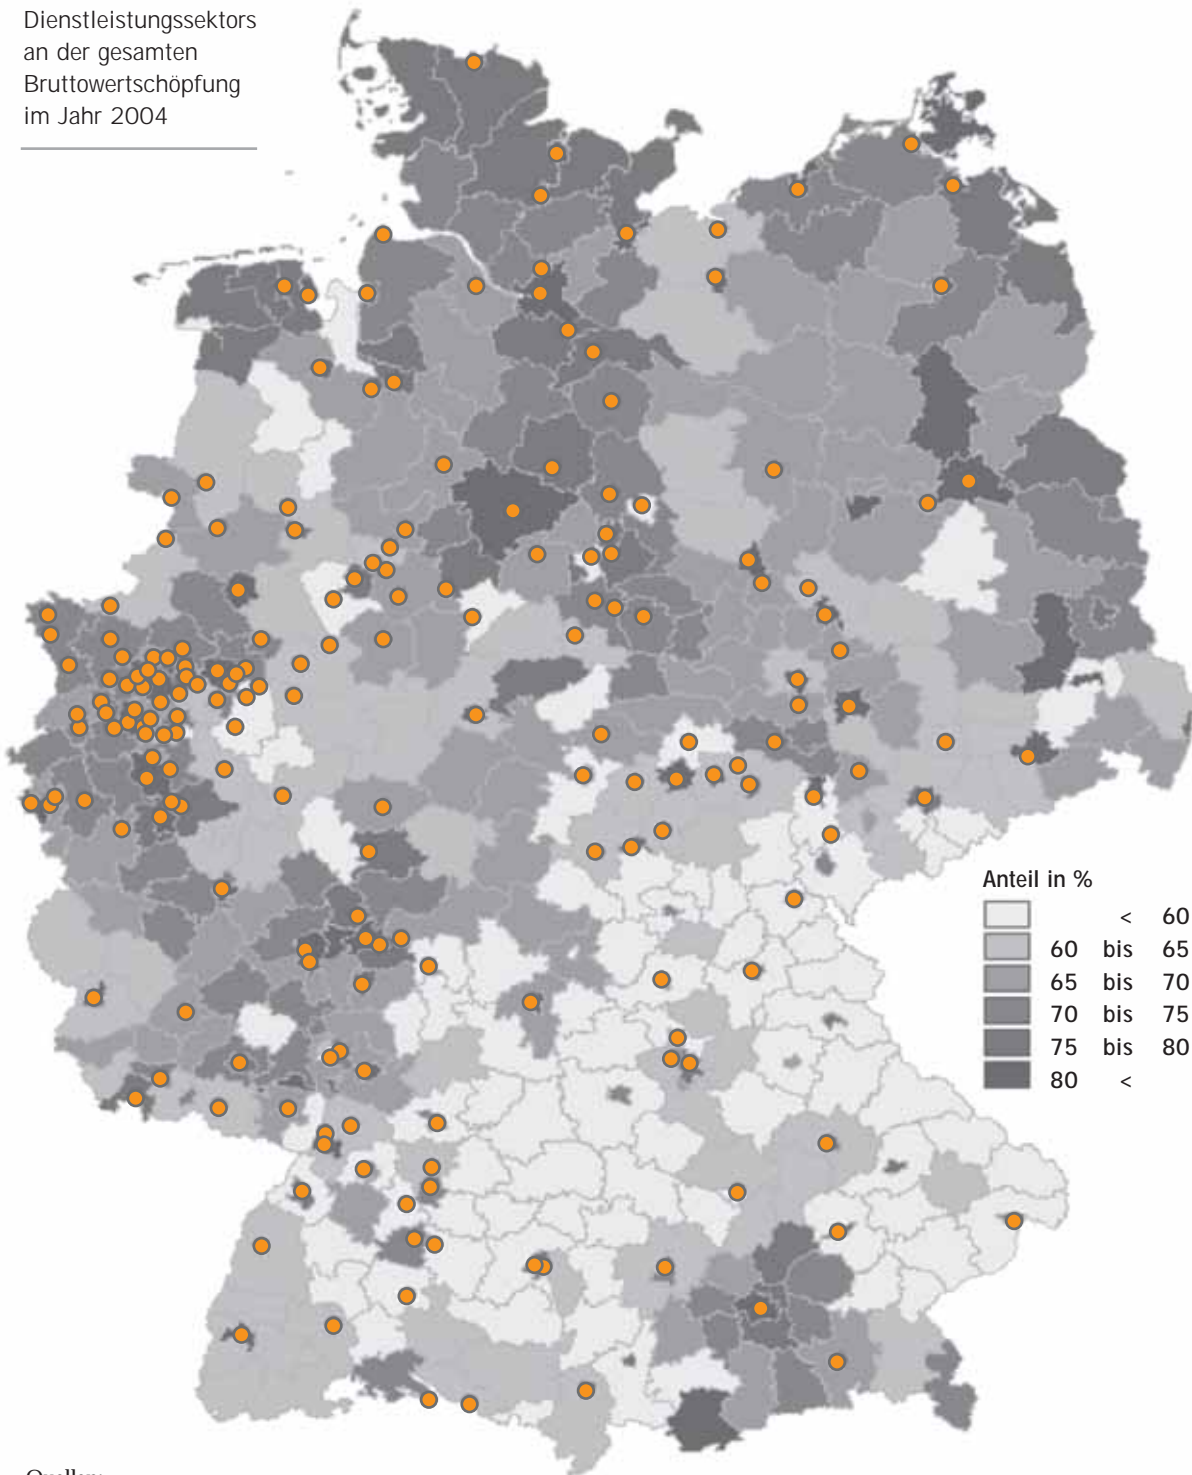 Dienstleistungssektors
an der gesamten
Bruttowertschöpfung
im Jahr 2004
Anteil in %
< 60
60 bis 65
65 bis 70
70 bis 75
75 bis 80
80 <